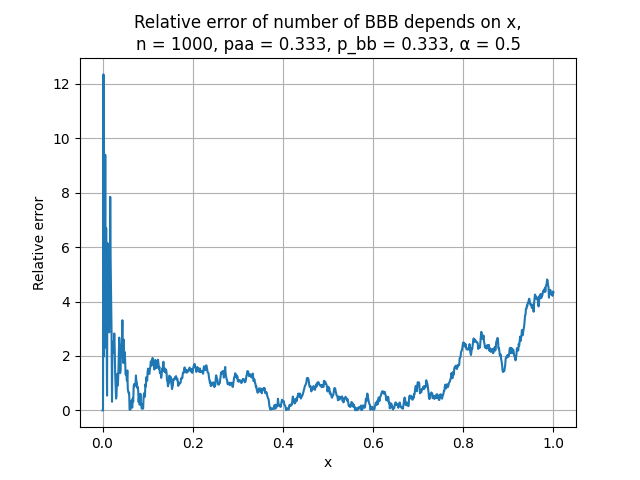 Relative error of number of BBB depends on x,
n = 1000, paa = 0.333, p_bb = 0.333, α = 0.5
12
10
8
6
4
2
0
Relative error
0.0 0.2 0.4 0.6 0.8 1.0
x